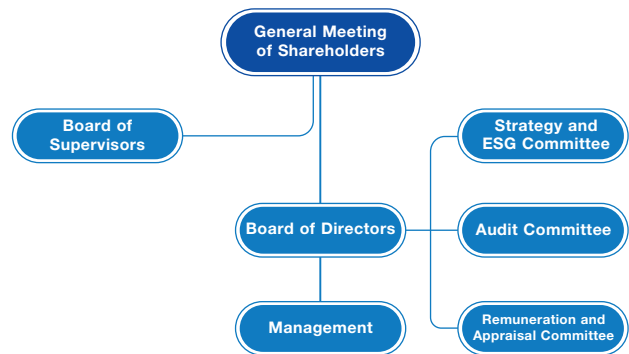 General Meeting
of Shareholders
Board of
Supervisors
Strategy and
ESG Committee
Board of Directors
Audit Committee
Management
Remuneration and
Appraisal Committee